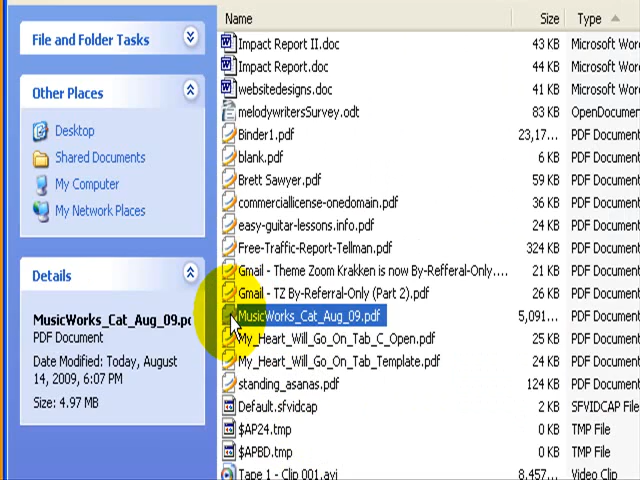 File and Folder Tasks
Other Places
Desktop
Shared Documents
My Computer
My Network Places
Details
MusicWorks_Cat_Aug_09.pc
PDF Document
Date Modified: Today, August
14, 2009, 6:07 PM
Size: 4.97 MB
Name Size Type
Impact Report II.doc 43 KB Microsoft Wor
Impact Report.doc 44 KB Microsoft Wor
websitedesigns.doc 41 KB Microsoft Wor
melodywritersSurvey.odt 83 KB OpenDocumen
Binder1.pdf 23,17... PDF Document
blank.pdf 6 KB PDF Document
Brett Sawyer.pdf 59 KB PDF Document
commerciallicense-onedomain.pdf 38 KB PDF Document
easy-guitar-lessons.info.pdf 24 KB PDF Document
Free-Traffic-Report-Tellman.pdf 324 KB PDF Document
Gmail - Theme Zoom Krakken is now By-Refferal-Only.... 21 KB PDF Document
Gmail - TZ By-Referral-Only (Part 2).pdf 26 KB PDF Document
MusicWorks_Cat_Aug_09.pdf 5,091... PDF Document
My_Heart_Will_Go_On_Tab_C_Open.pdf 25 KB PDF Document
My_Heart_Will_Go_On_Tab_Template.pdf 24 KB PDF Document
standing_asanas.pdf 124 KB PDF Document
Default.sfvidcap 2 KB SFVIDCAP File
$AP24.tmp 0 KB TMP File
$APBD.tmp 0 KB TMP File
Tape 1 - Clip 001.avi 8,457... Video Clip